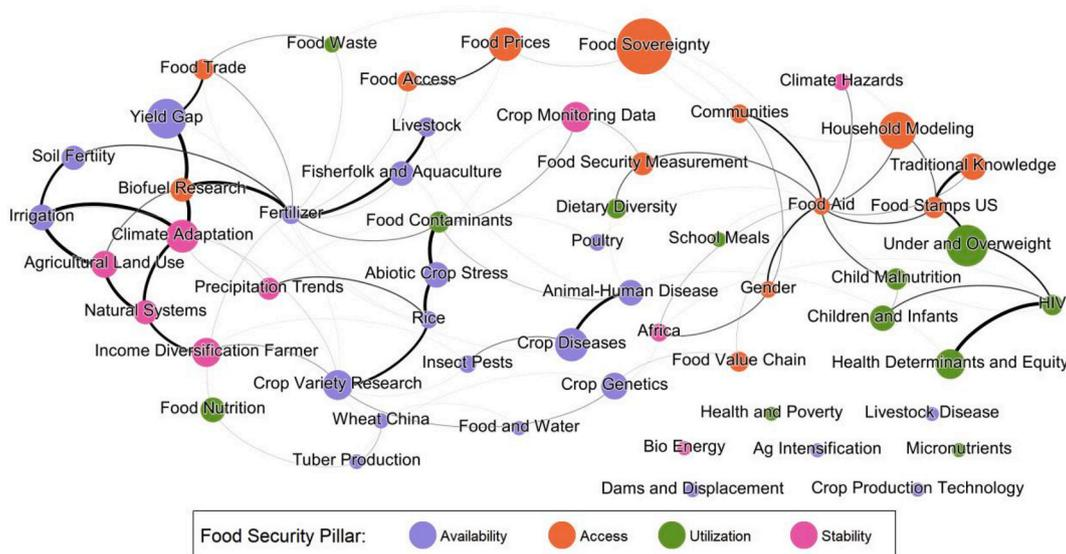 Food Waste
Food Prices
Food Sovereignty
Food Trade
Food Access
Climate Hazards
Yield Gap
Livestock
Crop Monitoring Data
Communities
Household Modeling
Soil Fertiity
Fisherfolk and Aquaculture
Food Security Measurement
Traditional Knowledge
Biofuel Research
Irrigation
Fertilizer
Food Contaminants
Dietary Diversity
Food Aid
Food Stamps US
Climate Adaptation
Poultry
School Meals
Under and Overweight
Agricultural Land Use
Abiotic Crop Stress
Child Malnutrition
Precipitation Trends
Animal-Human Disease
Gender
Natural Systems
Rice
Africa
Children and Infants
HIV
Income Diversification Farmer
Crop Diseases
Insect Pests
Food Value Chain
Health Determinants and Equity
Crop Variety Research
Crop Genetics
Food Nutrition
Wheat China
Food and Water
Health and Poverty
Livestock Disease
Tuber Production
Bio Energy
Ag Intensification
Micronutrients
Dams and Displacement
Crop Production Technology
Food Security Pillar:
Availability
Access
Utilization
Stability